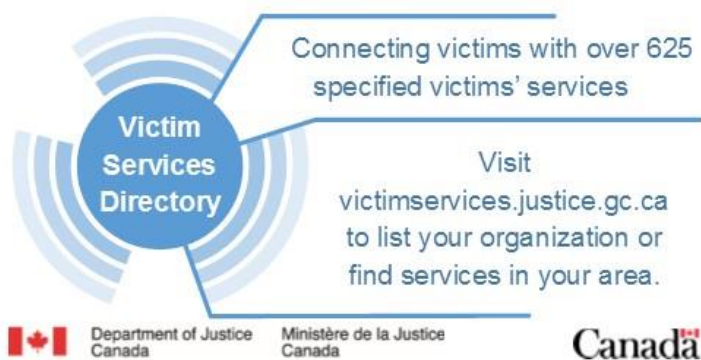 Connecting victims with over 625
specified victims' services
Victim
Services
Directory
Visit
victimservices.justice.gc.ca
to list your organization or
find services in your area.
Department of Justice
Canada
Ministère de la Justice
Canada
Canada